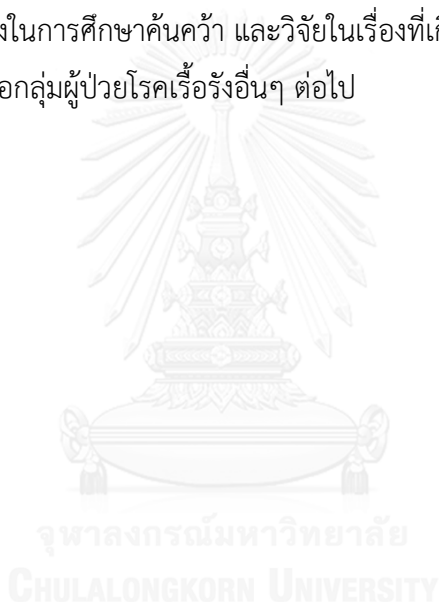 งในการศึกษาค้นคว้า และวิจัยในเรื่องที่เกี
อกลุ่มผู้ป่วยโรคเรื้อรังอื่นๆ ต่อไป
จุฬาลงกรณ์มหาวิทยาลัย
CHULALONGKORN UNIVERSITY